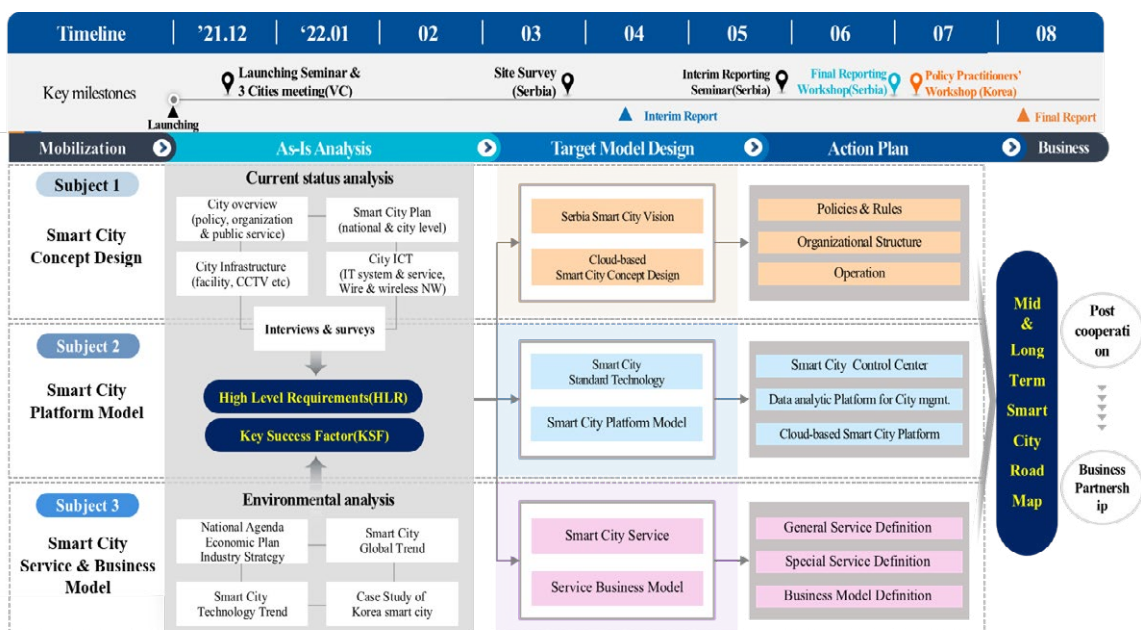 Timeline
'21.12
‘22.01
02
03
04
05
06
07
08
Key milestones
Launching Seminar &
3 Cities meeting(VC)
Site Survey
(Serbia)
Interim Reporting
Seminar(Serbia)
Final Reporting
Workshop(Serbia)
Policy Practitioners'
Workshop (Korea)
Launching
Interim Report
Final Report
Mobilization
As-Is Analysis
Target Model Design
Action Plan
Business
Subject 1
Smart City
Concept Design
Current status analysis
City overview
(policy, organization
& public service)
Smart City Plan
(national & city level)
City Infrastructure
(facility, CCTV etc)
City ICT
(IT system & service,
Wire & wireless NW)
Interviews & surveys
Serbia Smart City Vision
Cloud-based
Smart City Concept Design
Policies & Rules
Organizational Structure
Operation
Subject 2
Smart City
Platform Model
High Level Requirements(HLR)
Key Success Factor(KSF)
Smart City
Standard Technology
Smart City Platform Model
Smart City Control Center
Data analytic Platform for City mgmt.
Cloud-based Smart City Platform
Subject 3
Smart City
Service & Business
Model
Environmental analysis
National Agenda
Economic Plan
Industry Strategy
Smart City
Global Trend
Smart City
Technology Trend
Case Study of
Korea smart city
Smart City Service
Service Business Model
General Service Definition
Special Service Definition
Business Model Definition
Mid
&
Long
Term
Smart
City
Road
Map
Post
cooperati
on
Business
Partnersh
ip